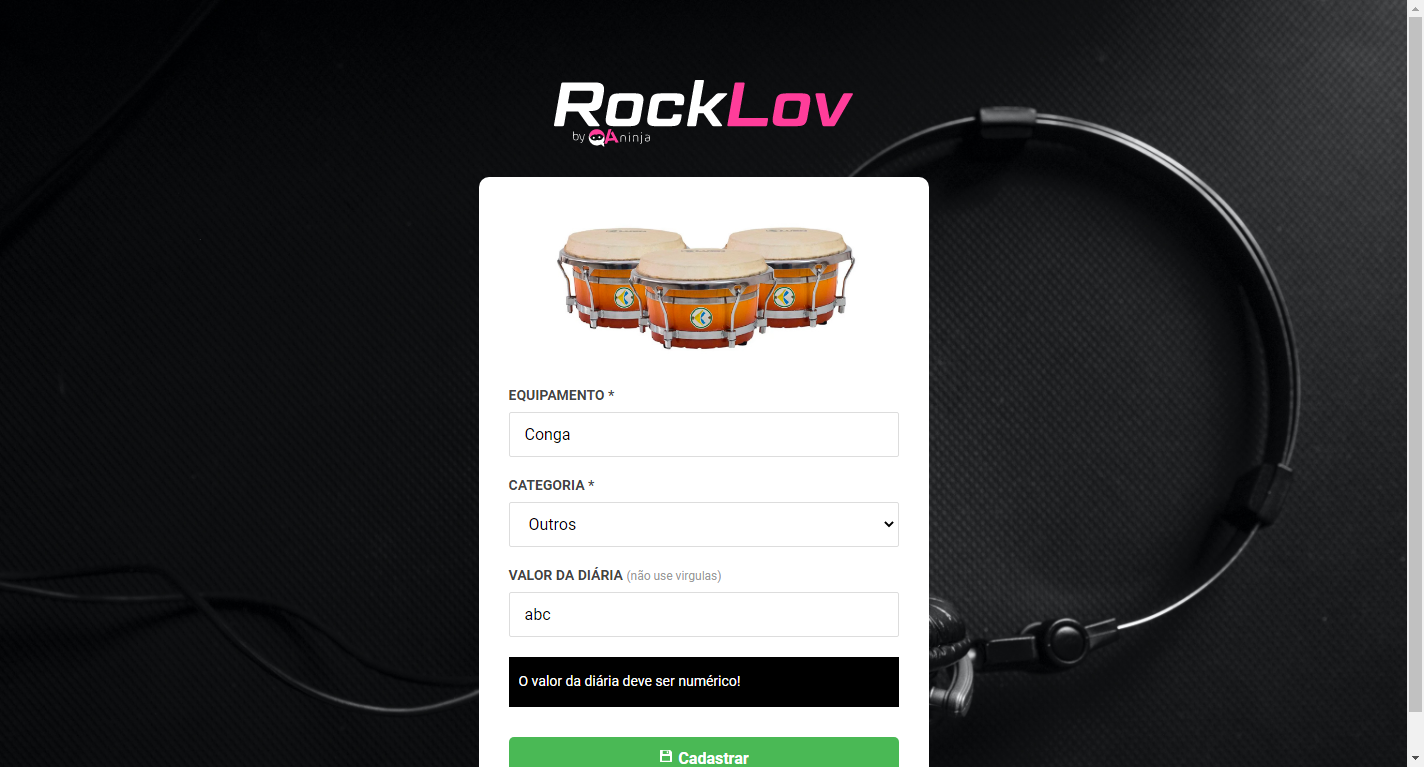 RockLov
by QAninja
EQUIPAMENTO *
Conga
CATEGORIA *
Outros
VALOR DA DIÁRIA (não use virgulas)
abc
O valor da diária deve ser numérico!
Cadastrar